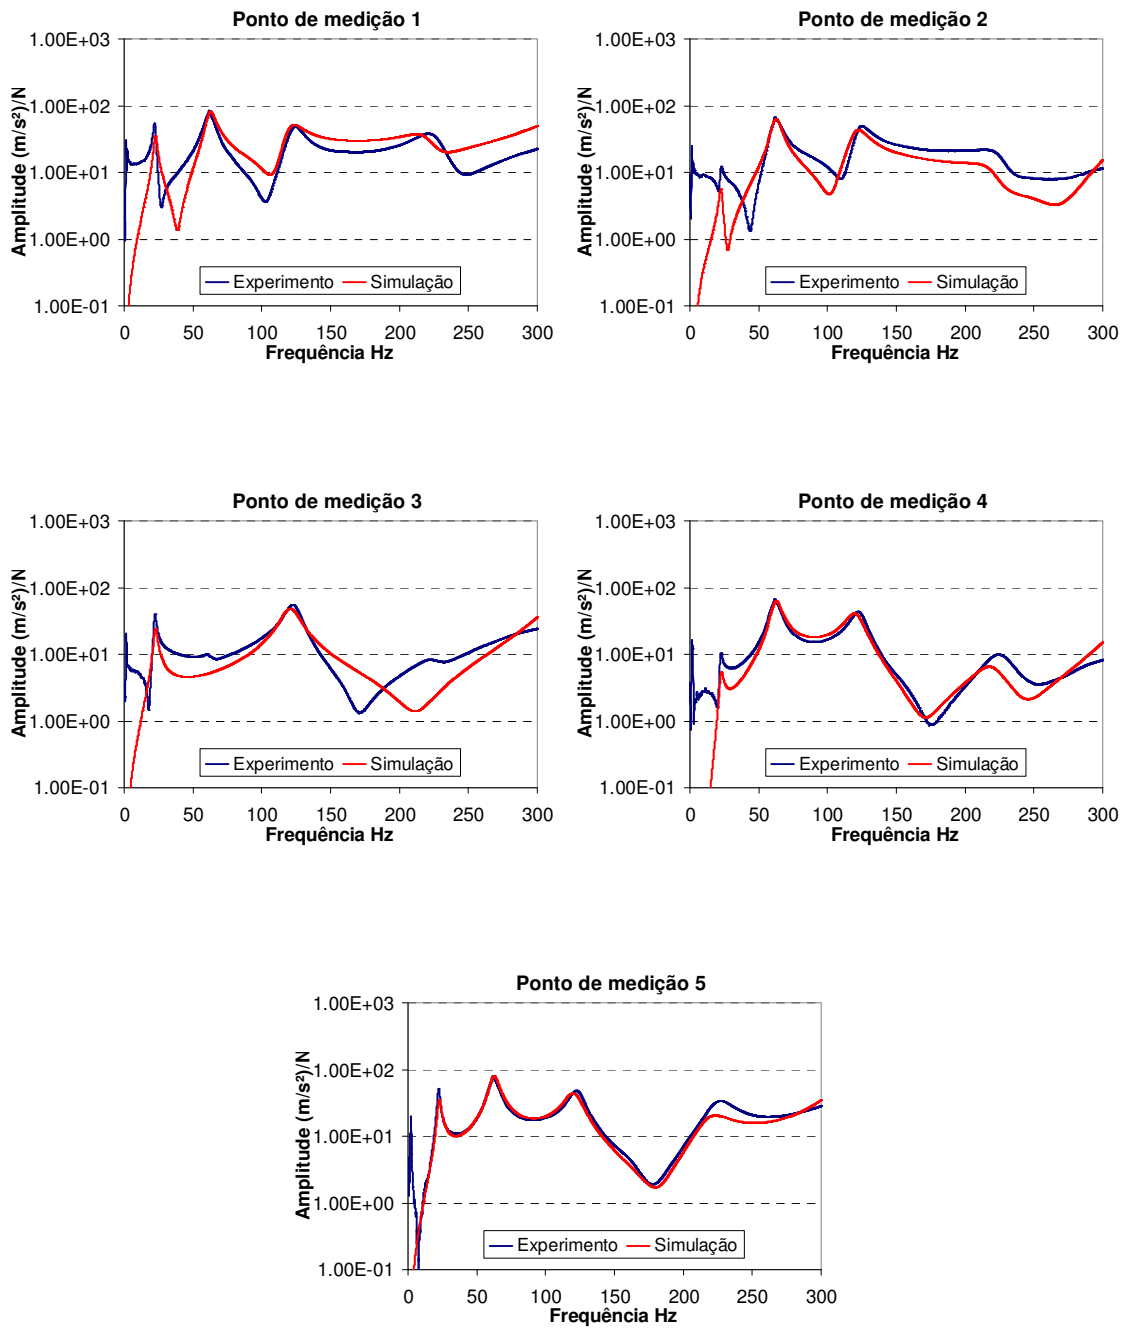 Ponto de medição 1
Amplitude (m/s²)/N
1.00E+03
1.00E+02
1.00E+01
1.00E+00
1.00E-01
Experimento Simulação
0 50 100 150 200 250 300
Frequência Hz
Ponto de medição 2
Amplitude (m/s²)/N
1.00E+03
1.00E+02
1.00E+01
1.00E+00
1.00E-01
Experimento Simulação
0 50 100 150 200 250 300
Frequência Hz
Ponto de medição 3
Amplitude (m/s²)/N
1.00E+03
1.00E+02
1.00E+01
1.00E+00
1.00E-01
Experimento Simulação
0 50 100 150 200 250 300
Frequência Hz
Ponto de medição 4
Amplitude (m/s²)/N
1.00E+03
1.00E+02
1.00E+01
1.00E+00
1.00E-01
Experimento Simulação
0 50 100 150 200 250 300
Frequência Hz
Ponto de medição 5
Amplitude (m/s²)/N
1.00E+03
1.00E+02
1.00E+01
1.00E+00
1.00E-01
Experimento Simulação
0 50 100 150 200 250 300
Frequência Hz